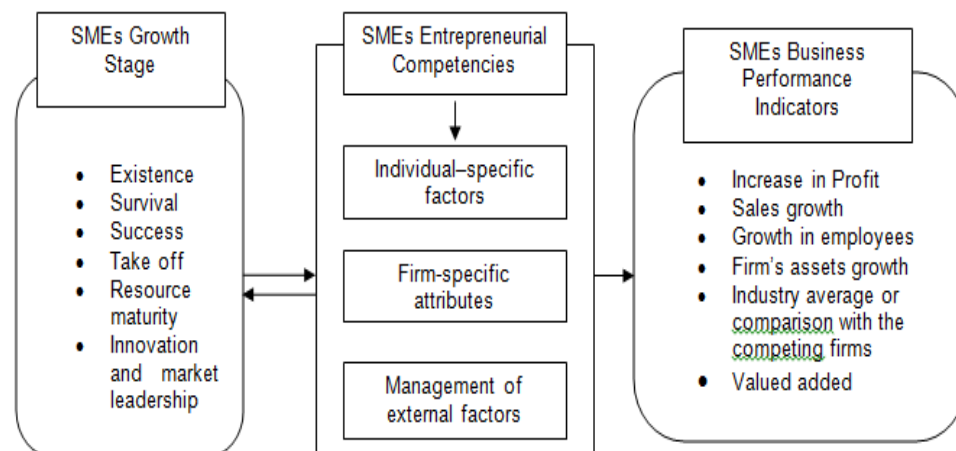 SMEs Growth
Stage
Existence
Survival
Success
Take off
Resource
maturity
Innovation
and market
leadership
SMEs Entrepreneurial
Competencies
Individual–specific
factors
Firm-specific
attributes
Management of
external factors
SMEs Business
Performance
Indicators
Increase in Profit
Sales growth
Growth in employees
Firm's assets growth
Industry average or
comparison with the
competing firms
Valued added